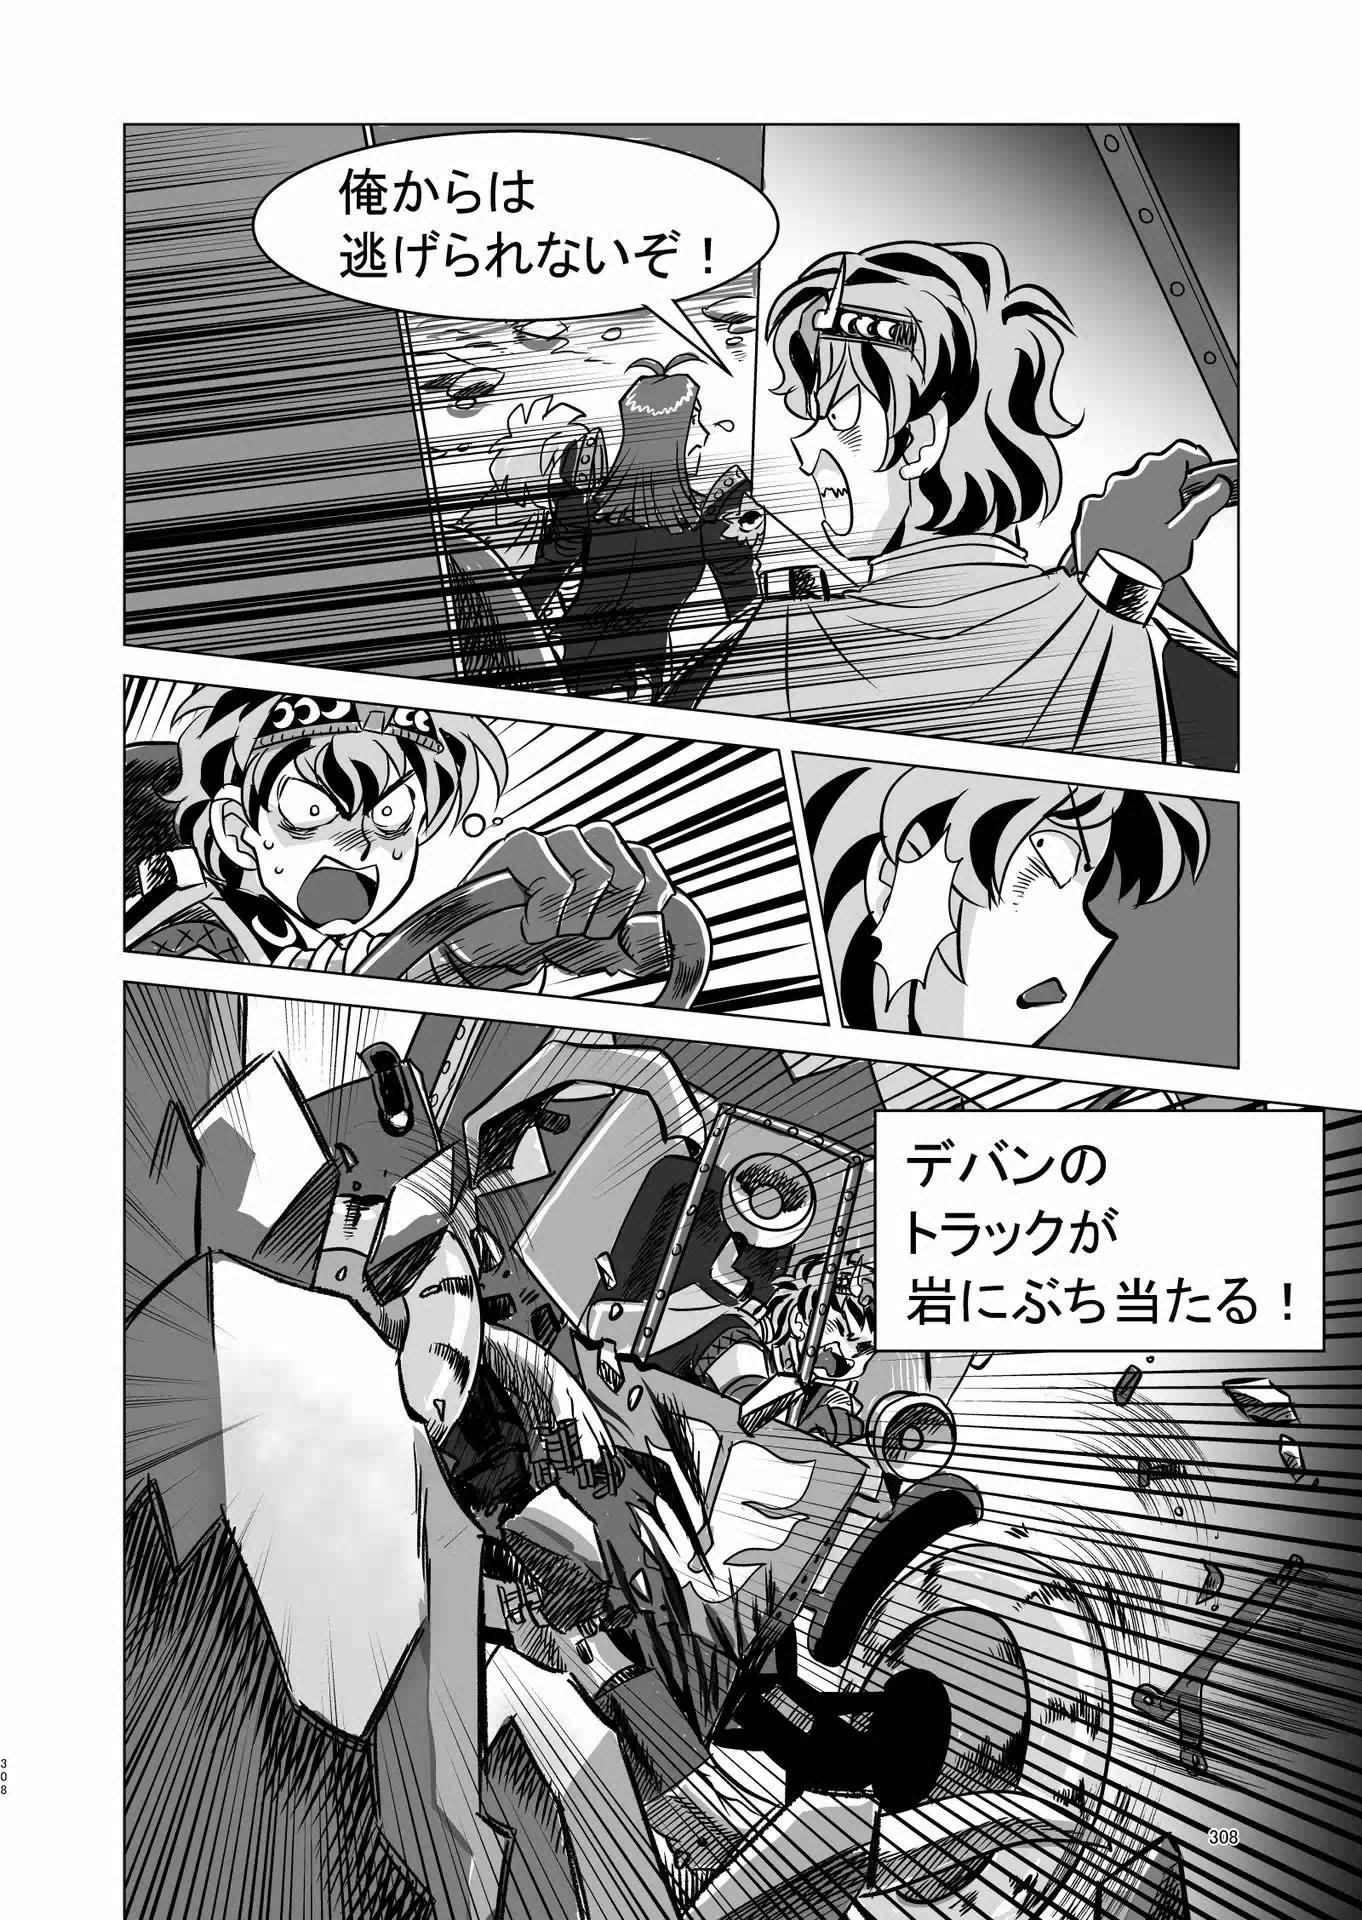 俺からは
逃げられないぞ！
デバンの
トラックが
岩にぶち当たる！
308
308